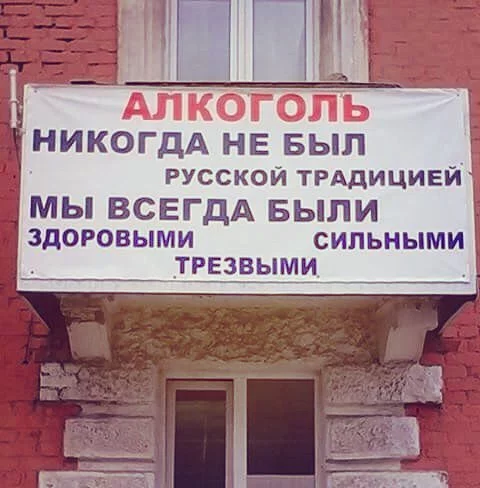 АЛКОГОЛЬ
НИКОГДА НЕ БЫЛ
РУССКОЙ ТРАДИЦИЕЙ
МЫ ВСЕГДА БЫЛИ
ЗДОРОВЫМИ СИЛЬНЫМИ
ТРЕЗВЫМИ